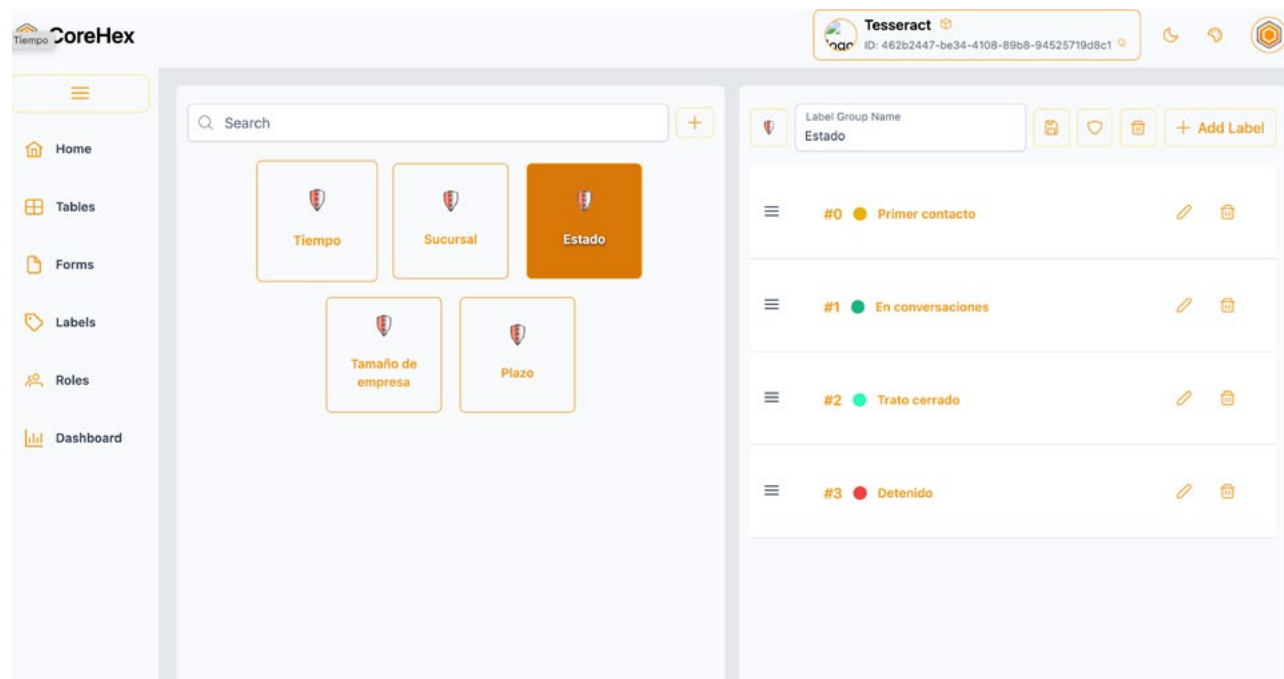 CoreHex
Tiempo
Tesseract
logo
ID: 462b2447-be34-4108-89b8-94525719d8c1
Home
Tables
Forms
Labels
Roles
Dashboard
Search
Tiempo
Sucursal
Estado
Tamaño de
empresa
Plazo
Label Group Name
Estado
Add Label
#0 Primer contacto
#1 En conversaciones
#2 Trato cerrado
#3 Detenido